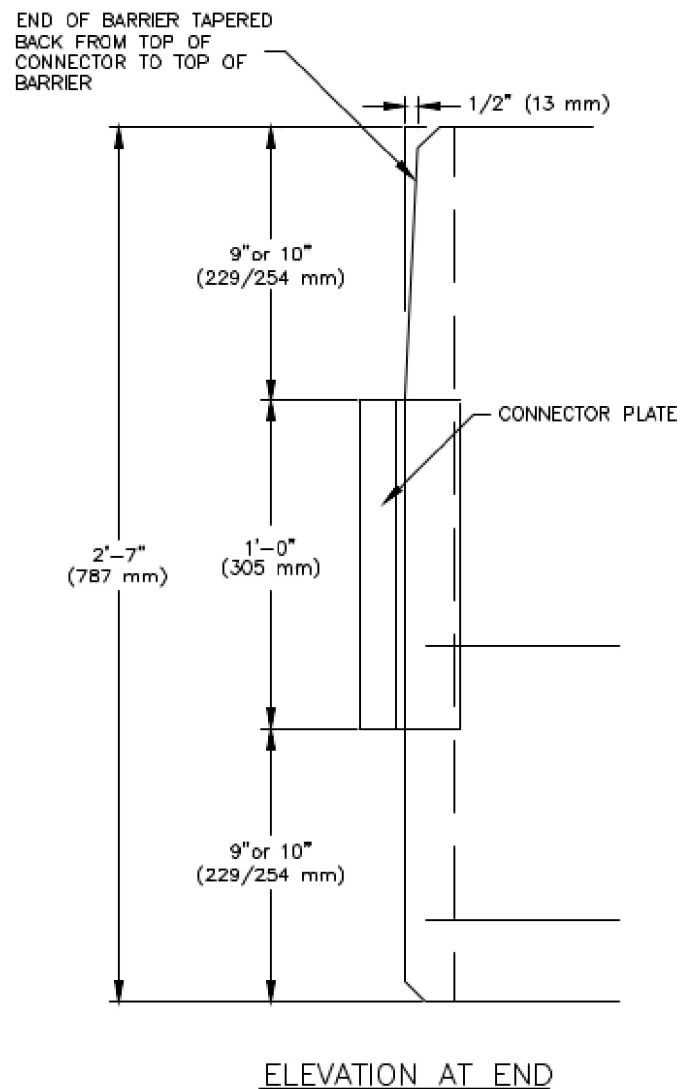 END OF BARRIER TAPERED
BACK FROM TOP OF
CONNECTOR TO TOP OF
BARRIER
1/2" (13 mm)
9"or 10"
(229/254 mm)
CONNECTOR PLATE
2'-7"
(787 mm)
1'-0"
(305 mm)
9"or 10"
(229/254 mm)
ELEVATION AT END